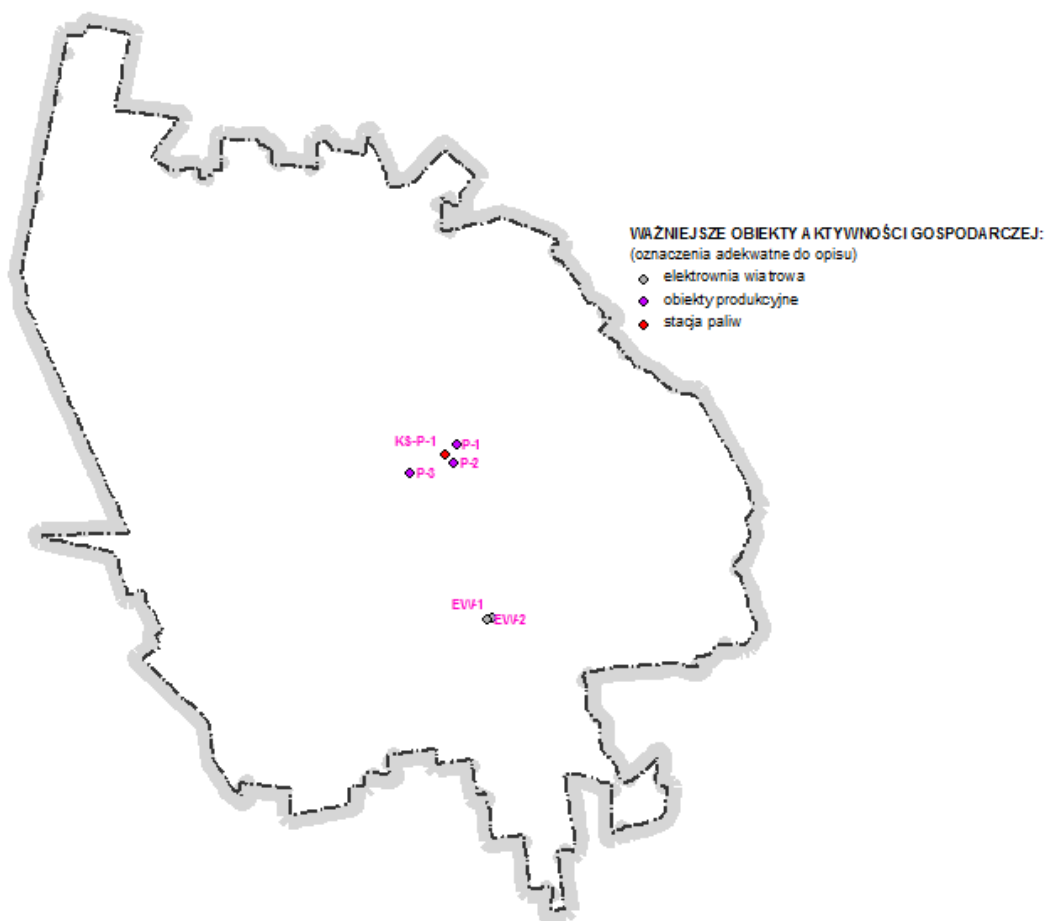 WAŻNIEJSZE OBIEKTY AKTYWNOŚCI GOSPODARCZEJ:
(oznaczenia adekwatne do opisu)
elektrownia wiatrowa
obiekty produkcyjne
stacja paliw
KS-P-1
P-1
P-2
P-3
EW-1
EW-2